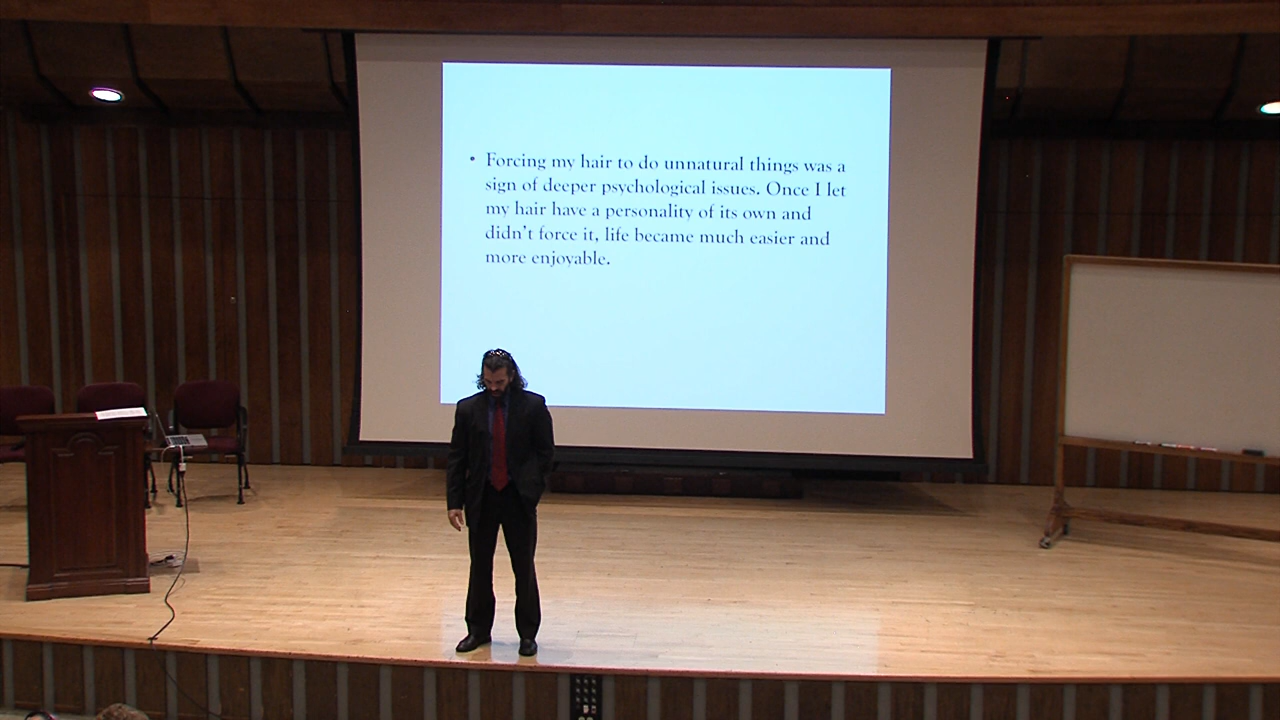 • Forcing my hair to do unnatural things was a
sign of deeper psychological issues. Once I let
my hair have a personality of its own and
didn't force it, life became much easier and
more enjoyable.